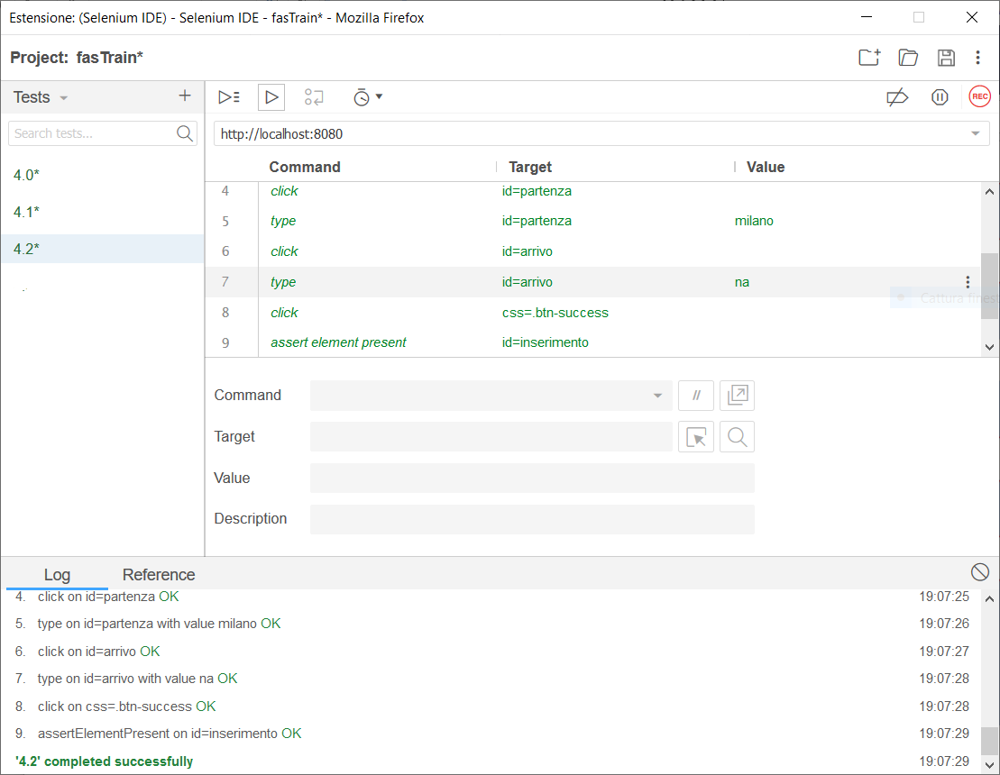 Estensione: (Selenium IDE) - Selenium IDE - fasTrain* - Mozilla Firefox
Project: fasTrain*
Tests
Search tests...
4.0*
4.1*
4.2*
REC
http://localhost:8080
Command Target Value
4 click id=partenza
5 type id=partenza milano
6 click id=arrivo
7 type id=arrivo na
Cattura finest
8 click css=.btn-success
9 assert element present id=inserimento
Command //
Target
Value
Description
Log Reference
4. click on id=partenza OK 19:07:25
5. type on id=partenza with value milano OK 19:07:26
6. click on id=arrivo OK 19:07:27
7. type on id=arrivo with value na OK 19:07:28
8. click on css=.btn-success OK 19:07:28
9. assertElementPresent on id=inserimento OK 19:07:29
'4.2' completed successfully 19:07:29